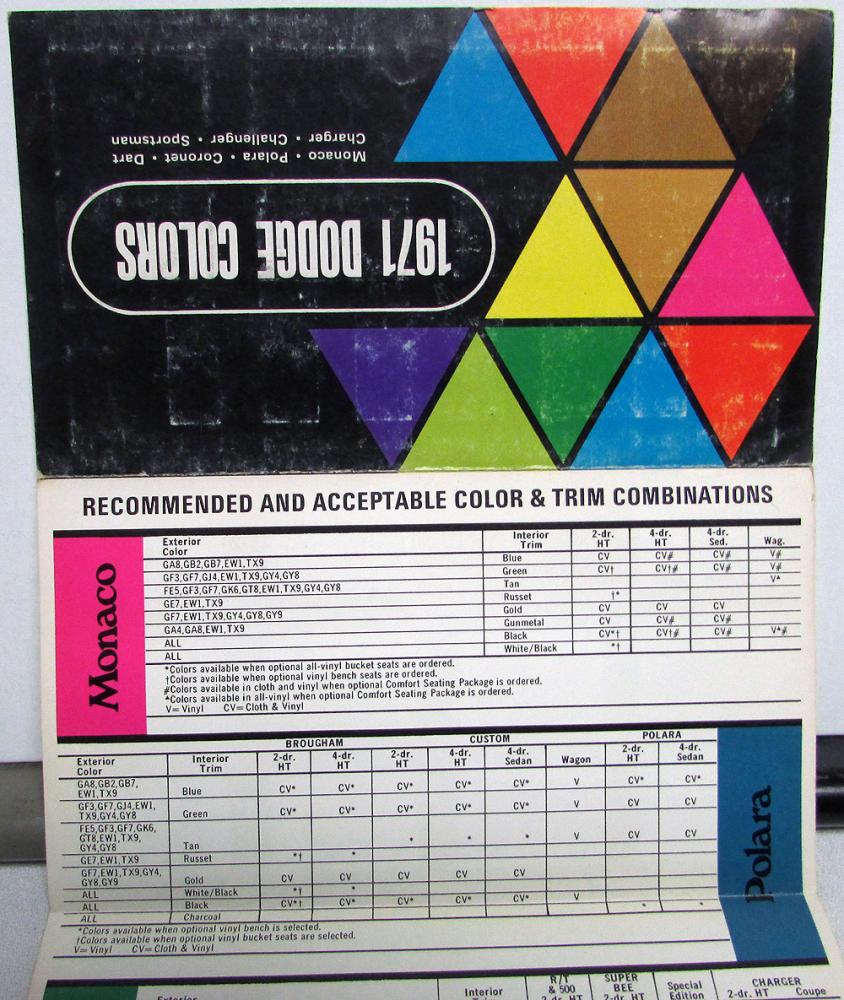 1971 DODGE COLORS
Monaco • Polara • Coronet • Dart
Charger • Challenger • Sportsman
RECOMMENDED AND ACCEPTABLE COLOR & TRIM COMBINATIONS
Monaco
Exterior Color Interior Trim 2-dr. HT 4-dr. HT 4-dr. Sed. Wag.
GA8,GB2,GB7,EW1,TX9 Blue CV CV# CV# V#
GF3,GF7,GJ4,EW1,TX9,GY4,GY8 Green CV† CV†# CV# V#
FE5,GF3,GF7,GK6,GT8,EW1,TX9,GY4,GY8 Tan V▲
GE7,EW1,TX9 Russet †*
GF7,EW1,TX9,GY4,GY8,GY9 Gold CV CV CV
GA4,GA8,EW1,TX9 Gunmetal CV CV# CV#
ALL Black CV*† CV†# CV# V▲#
ALL White/Black *†
*Colors available when optional all-vinyl bucket seats are ordered.
†Colors available when optional vinyl bench seats are ordered.
#Colors available in cloth and vinyl when optional Comfort Seating Package is ordered.
▲Colors available in all-vinyl when optional Comfort Seating Package is ordered.
V=Vinyl CV=Cloth & Vinyl
Polara
BROUGHAM CUSTOM POLARA
Exterior Color Interior Trim 2-dr. HT 4-dr. HT 2-dr. HT 4-dr. HT 4-dr. Sedan Wagon 2-dr. HT 4-dr. Sedan
GA8,GB2,GB7,
EW1,TX9 Blue CV* CV* CV* CV* CV* V CV* CV*
GF3,GF7,GJ4,EW1,
TX9,GY4,GY8 Green CV* CV* CV* CV* CV* V CV CV
FE5,GF3,GF7,GK6,
GT8,EW1,TX9,
GY4,GY8 Tan * * * V CV CV
GE7,EW1,TX9 Russet *† *
GF7,EW1,TX9,GY4,
GY8,GY9 Gold CV CV CV CV CV
ALL White/Black *† *
ALL Black CV*† CV* CV* CV* CV* V
ALL Charcoal * *
*Colors available when optional vinyl bench is selected.
†Colors available when optional vinyl bucket seats are selected.
V=Vinyl CV=Cloth & Vinyl
Exterior Interior R/T & 500 2-dr. HT SUPER BEE 2-dr. HT Special Edition CHARGER 2-dr. HT Coupe